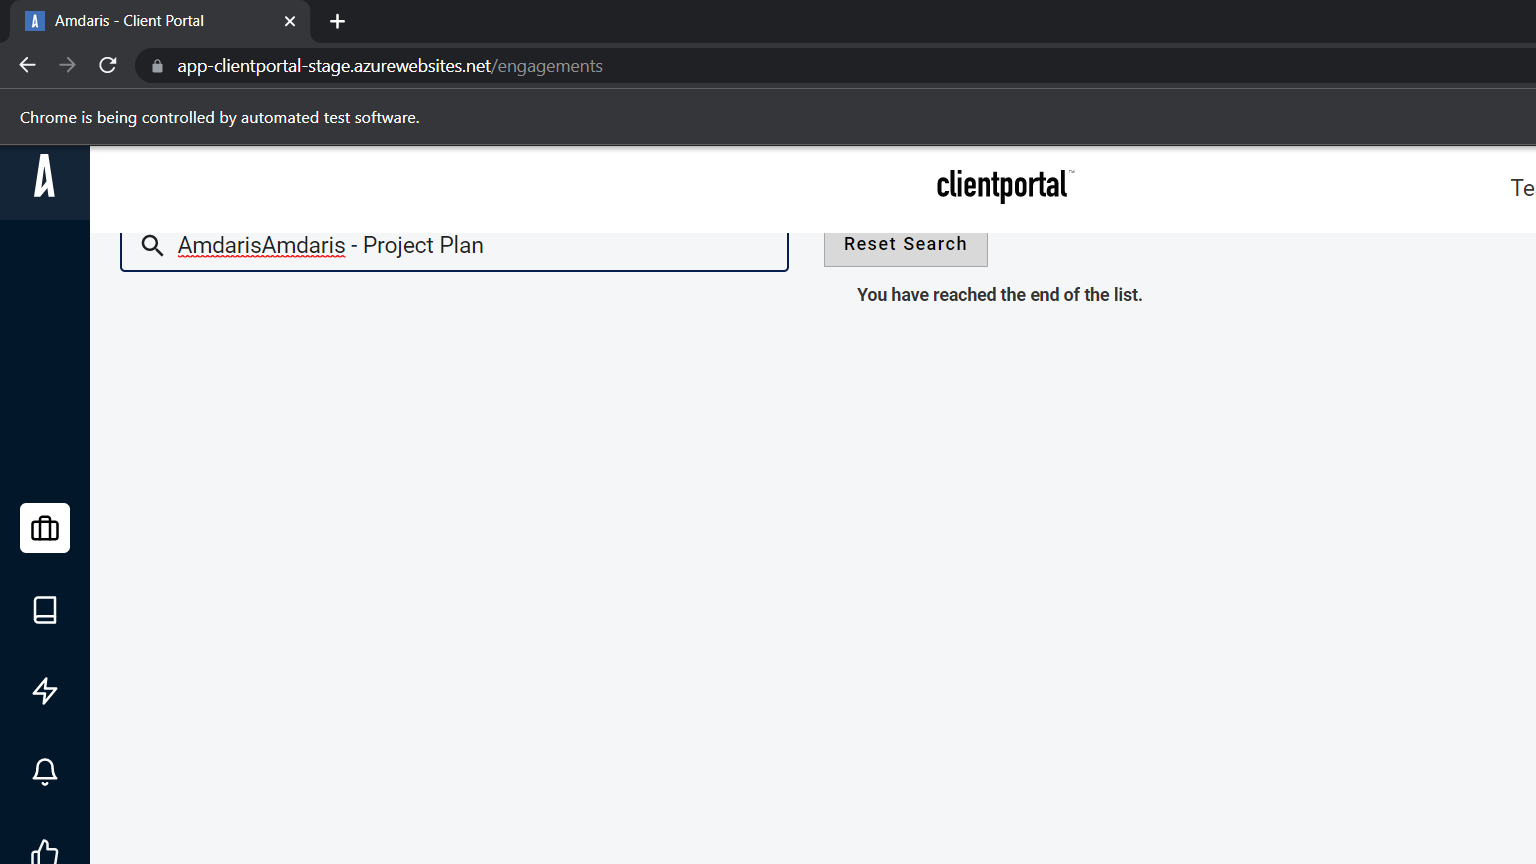 Amdaris - Client Portal
app-clientportal-stage.azurewebsites.net/engagements
Chrome is being controlled by automated test software.
clientportal™
Te
AmdarisAmdaris - Project Plan
Reset Search
You have reached the end of the list.